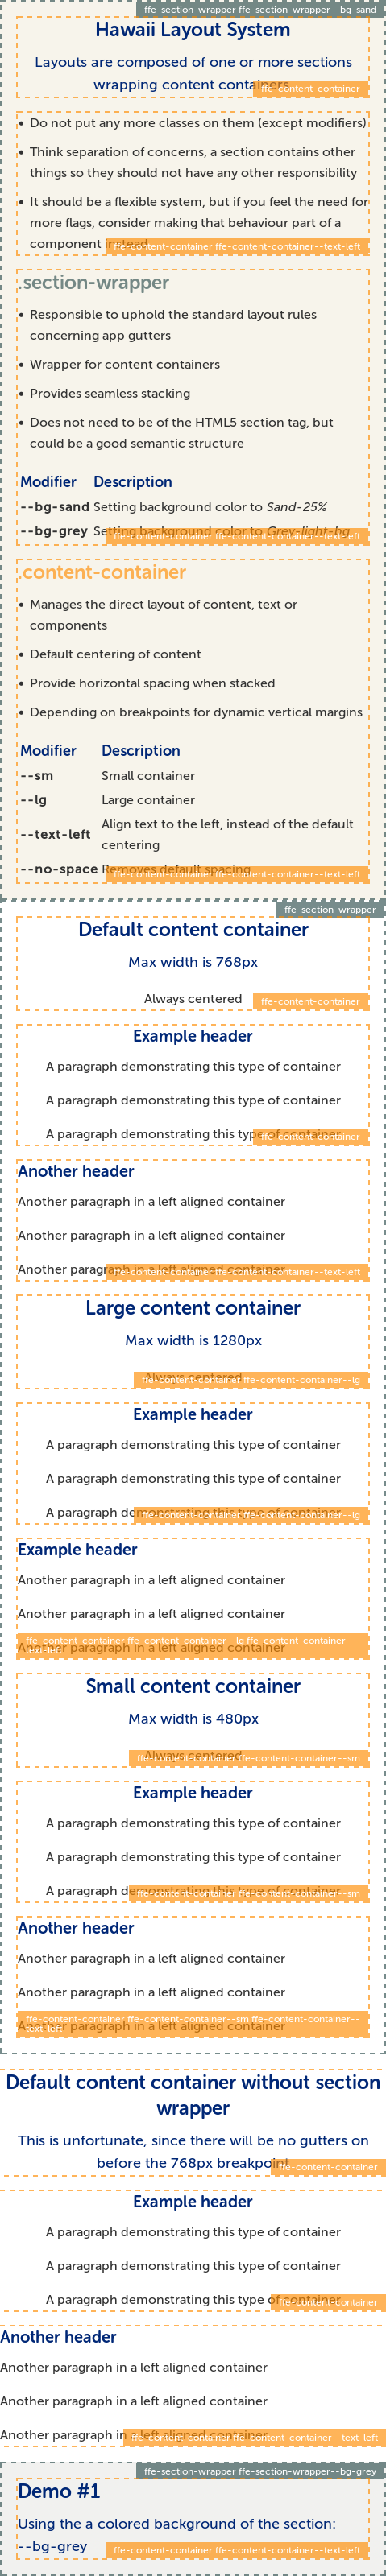 ffe-section-wrapper ffe-section-wrapper--bg-sand
Hawaii Layout System
Layouts are composed of one or more sections
wrapping content containers
ffe-content-container
• Do not put any more classes on them (except modifiers)
• Think separation of concerns, a section contains other
things so they should not have any other responsibility
• It should be a flexible system, but if you feel the need for
more flags, consider making that behaviour part of a
component instead
ffe-content-container ffe-content-container--text-left
.section-wrapper
• Responsible to uphold the standard layout rules
concerning app gutters
• Wrapper for content containers
• Provides seamless stacking
• Does not need to be of the HTML5 section tag, but
could be a good semantic structure
Modifier Description
--bg-sand Setting background color to Sand-25%
--bg-grey Setting background color to Grey-light-bg
ffe-content-container ffe-content-container--text-left
.content-container
• Manages the direct layout of content, text or
components
• Default centering of content
• Provide horizontal spacing when stacked
• Depending on breakpoints for dynamic vertical margins
Modifier Description
--sm Small container
--lg Large container
--text-left Align text to the left, instead of the default
centering
--no-space Removes default spacing
ffe-content-container ffe-content-container--text-left
ffe-section-wrapper
Default content container
Max width is 768px
Always centered
ffe-content-container
Example header
A paragraph demonstrating this type of container
A paragraph demonstrating this type of container
A paragraph demonstrating this type of container
ffe-content-container
Another header
Another paragraph in a left aligned container
Another paragraph in a left aligned container
Another paragraph in a left aligned container
ffe-content-container ffe-content-container--text-left
Large content container
Max width is 1280px
Always centered
ffe-content-container ffe-content-container--lg
Example header
A paragraph demonstrating this type of container
A paragraph demonstrating this type of container
A paragraph demonstrating this type of container
ffe-content-container ffe-content-container--lg
Example header
Another paragraph in a left aligned container
Another paragraph in a left aligned container
Another paragraph in a left aligned container
ffe-content-container ffe-content-container--lg ffe-content-container--
text-left
Small content container
Max width is 480px
Always centered
ffe-content-container ffe-content-container--sm
Example header
A paragraph demonstrating this type of container
A paragraph demonstrating this type of container
A paragraph demonstrating this type of container
ffe-content-container ffe-content-container--sm
Another header
Another paragraph in a left aligned container
Another paragraph in a left aligned container
Another paragraph in a left aligned container
ffe-content-container ffe-content-container--sm ffe-content-container--
text-left
Default content container without section
wrapper
This is unfortunate, since there will be no gutters on
before the 768px breakpoint
ffe-content-container
Example header
A paragraph demonstrating this type of container
A paragraph demonstrating this type of container
A paragraph demonstrating this type of container
ffe-content-container
Another header
Another paragraph in a left aligned container
Another paragraph in a left aligned container
Another paragraph in a left aligned container
ffe-content-container ffe-content-container--text-left
ffe-section-wrapper ffe-section-wrapper--bg-grey
Demo #1
Using the a colored background of the section:
--bg-grey
ffe-content-container ffe-content-container--text-left